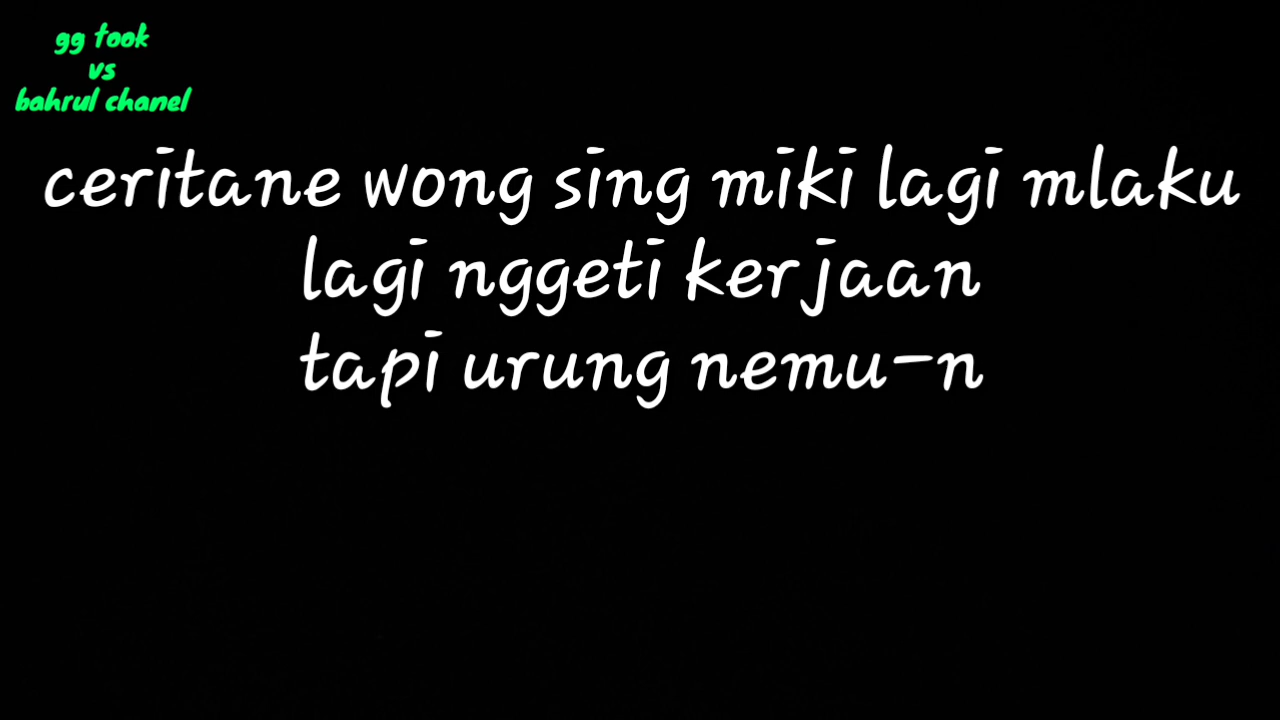 gg took
vs
bahrul chanel
ceritane wong sing miki lagi mlaku
lagi nggeti kerjaan
tapi urung nemu-n